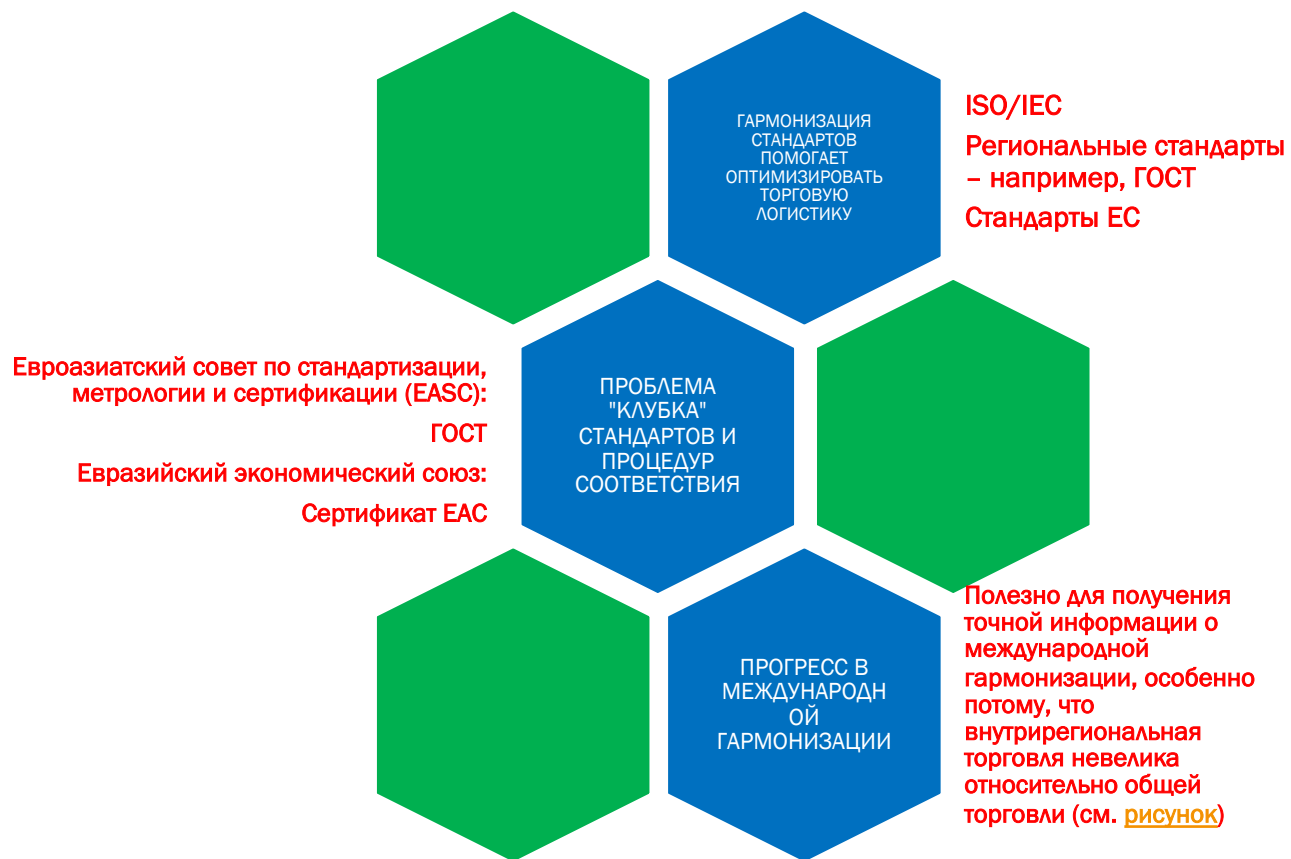 ГАРМОНИЗАЦИЯ
СТАНДАРТОВ
ПОМОГАЕТ
ОПТИМИЗИРОВАТЬ
ТОРГОВУЮ
ЛОГИСТИКУ
ISO/IEC
Региональные стандарты
– например, ГОСТ
Стандарты ЕС
Евроазиатский совет по стандартизации,
метрологии и сертификации (EASC):
ГОСТ
Евразийский экономический союз:
Сертификат ЕАС
ПРОБЛЕМА
"КЛУБКА"
СТАНДАРТОВ И
ПРОЦЕДУР
СООТВЕТСТВИЯ
ПРОГРЕСС В
МЕЖДУНАРОДН
ОЙ
ГАРМОНИЗАЦИИ
Полезно для получения
точной информации о
международной
гармонизации, особенно
потому, что
внутрирегиональная
торговля невелика
относительно общей
торговли (см. рисунок)